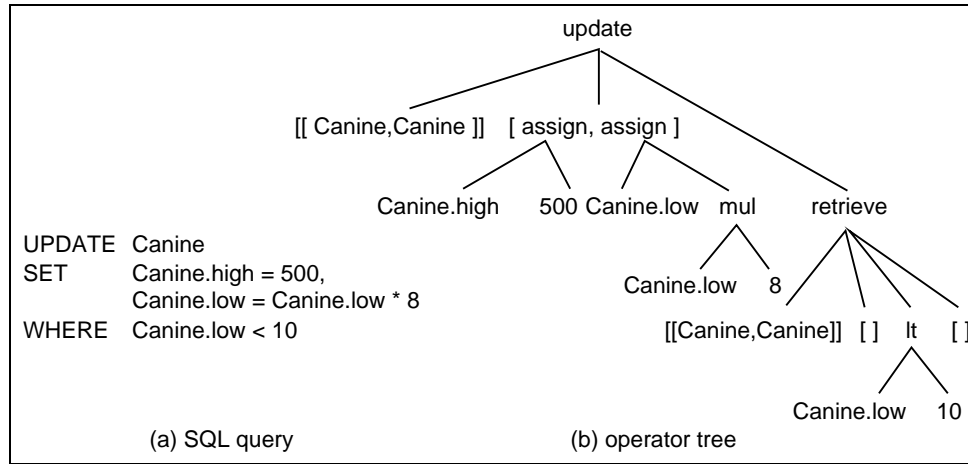 update
[[ Canine,Canine ]] [ assign, assign ]
Canine.high 500 Canine.low mul retrieve
UPDATE Canine
SET Canine.high = 500,
Canine.low 8
Canine.low = Canine.low * 8
WHERE Canine.low < 10
[[Canine,Canine]] [ ] lt [ ]
Canine.low 10
(a) SQL query (b) operator tree